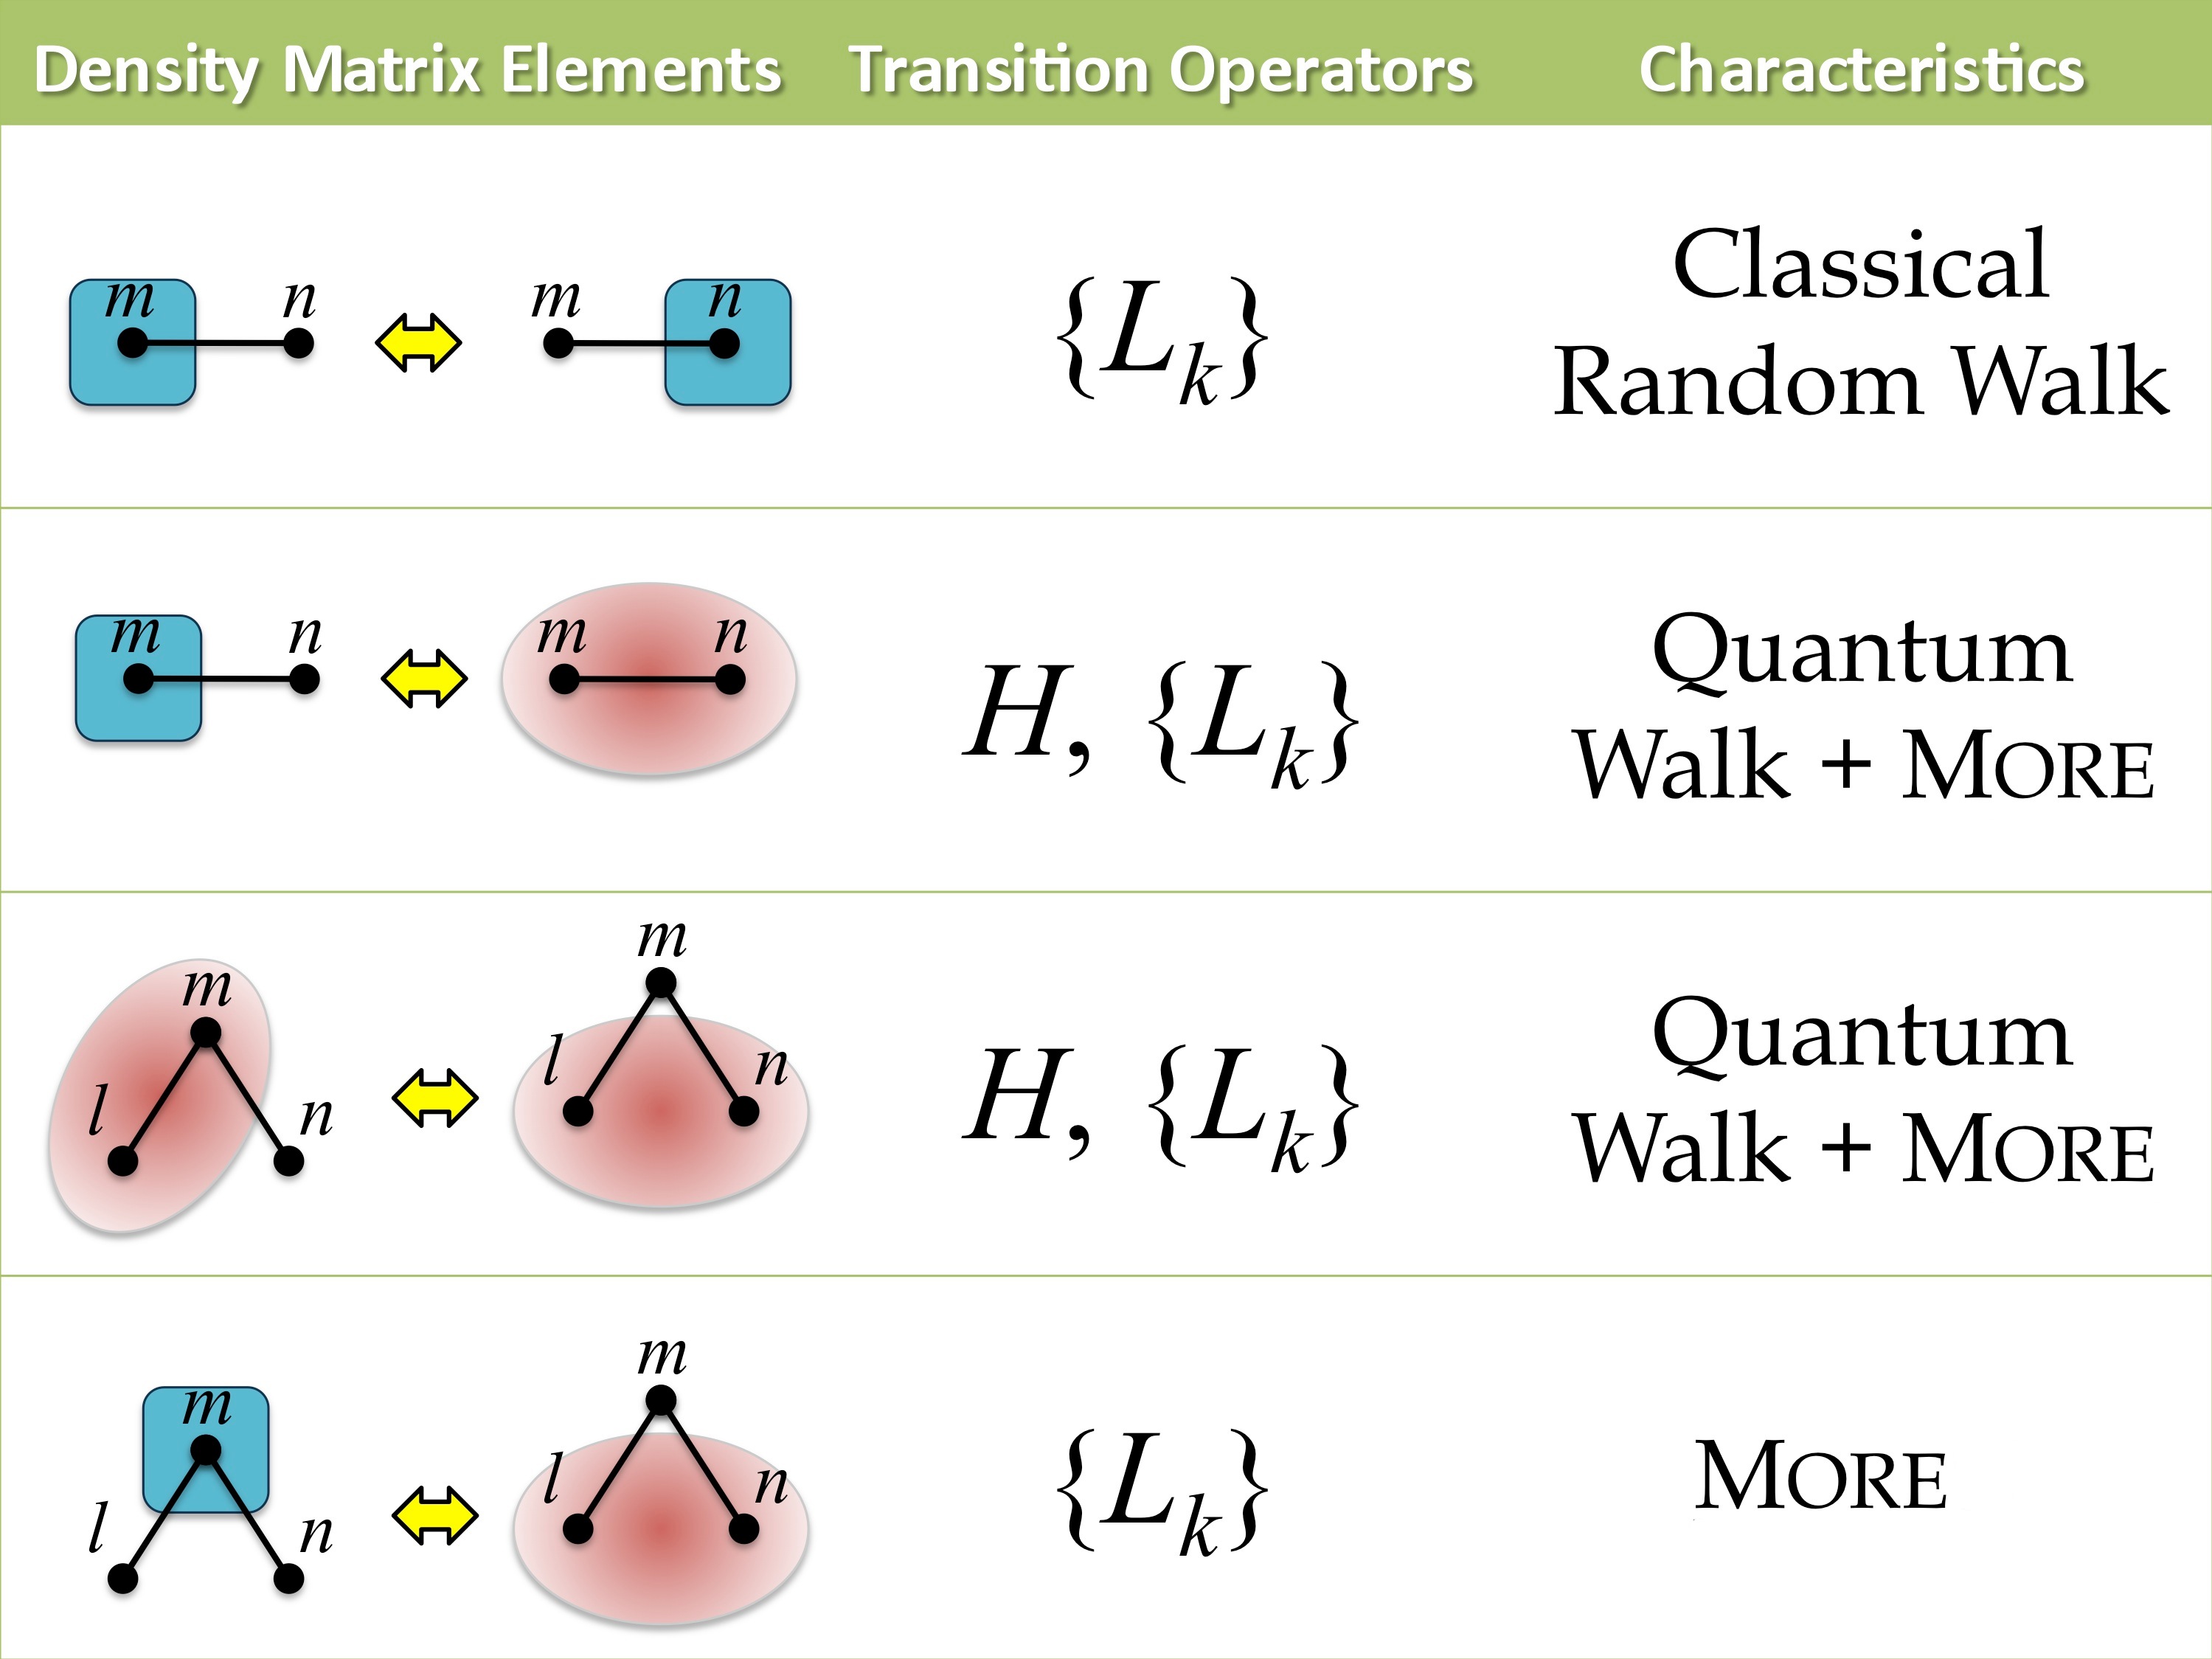 Density Matrix Elements Transition Operators Characteristics
m n m n {L_k} Classical
Random Walk
m n m n H, {L_k} Quantum
Walk + MORE
m l n m l n H, {L_k} Quantum
Walk + MORE
m l n m l n {L_k} MORE